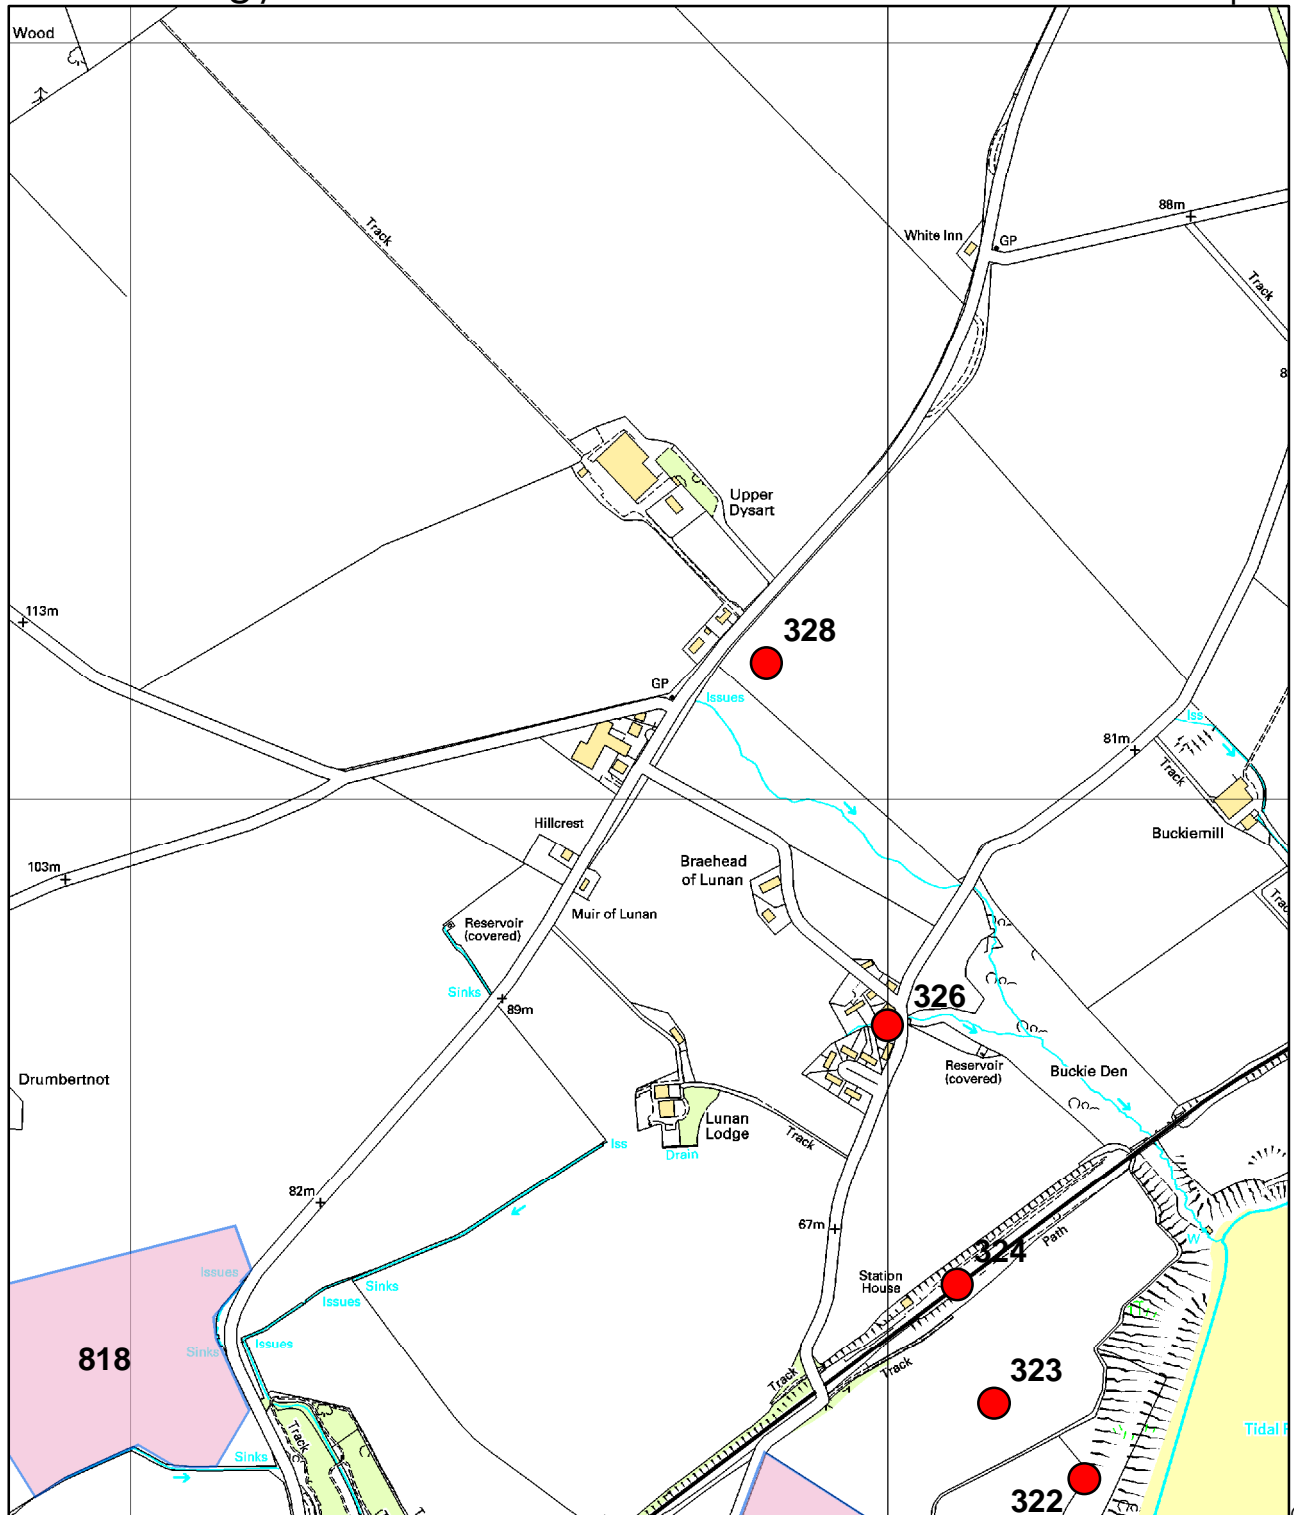 Wood
Track
88m
White Inn
GP
Track
Upper
Dysart
113m
328
GP
Issues
Iss
81m
Track
Hillcrest
Buckiemill
103m
Braehead
of Lunan
Muir of Lunan
Reservoir
(covered)
Sinks
89m
326
Reservoir
(covered)
Buckie Den
Drumbertnot
Lunan
Lodge
Track
Iss
Drain
82m
67m
324
Path
W
Station
House
Issues
Sinks
Issues
Issues
Sinks
818
323
Track
Track
Track
Tidal
Sinks
322